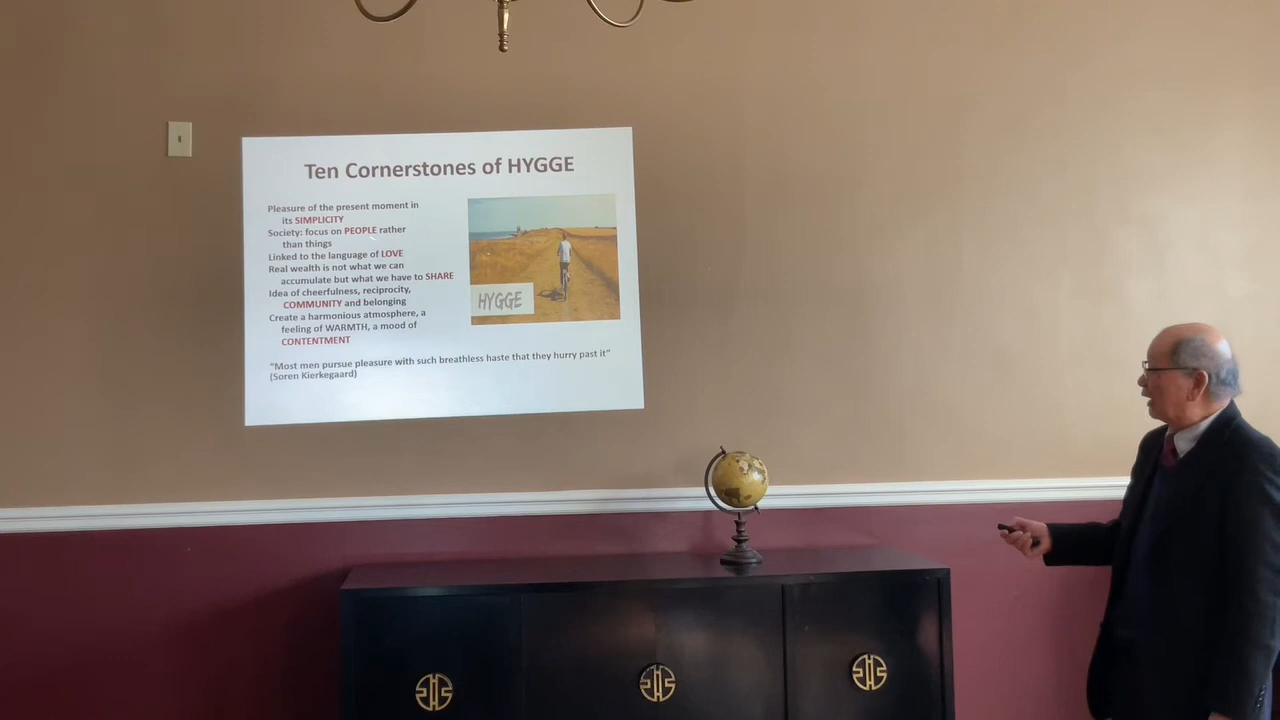 Ten Cornerstones of HYGGE
Pleasure of the present moment in
its SIMPLICITY
Society: focus on PEOPLE rather
than things
Linked to the language of LOVE
Real wealth is not what we can
accumulate but what we have to SHARE
Idea of cheerfulness, reciprocity,
COMMUNITY and belonging
Create a harmonious atmosphere, a
feeling of WARMTH, a mood of
CONTENTMENT
HYGGE
“Most men pursue pleasure with such breathless haste that they hurry past it”
(Soren Kierkegaard)